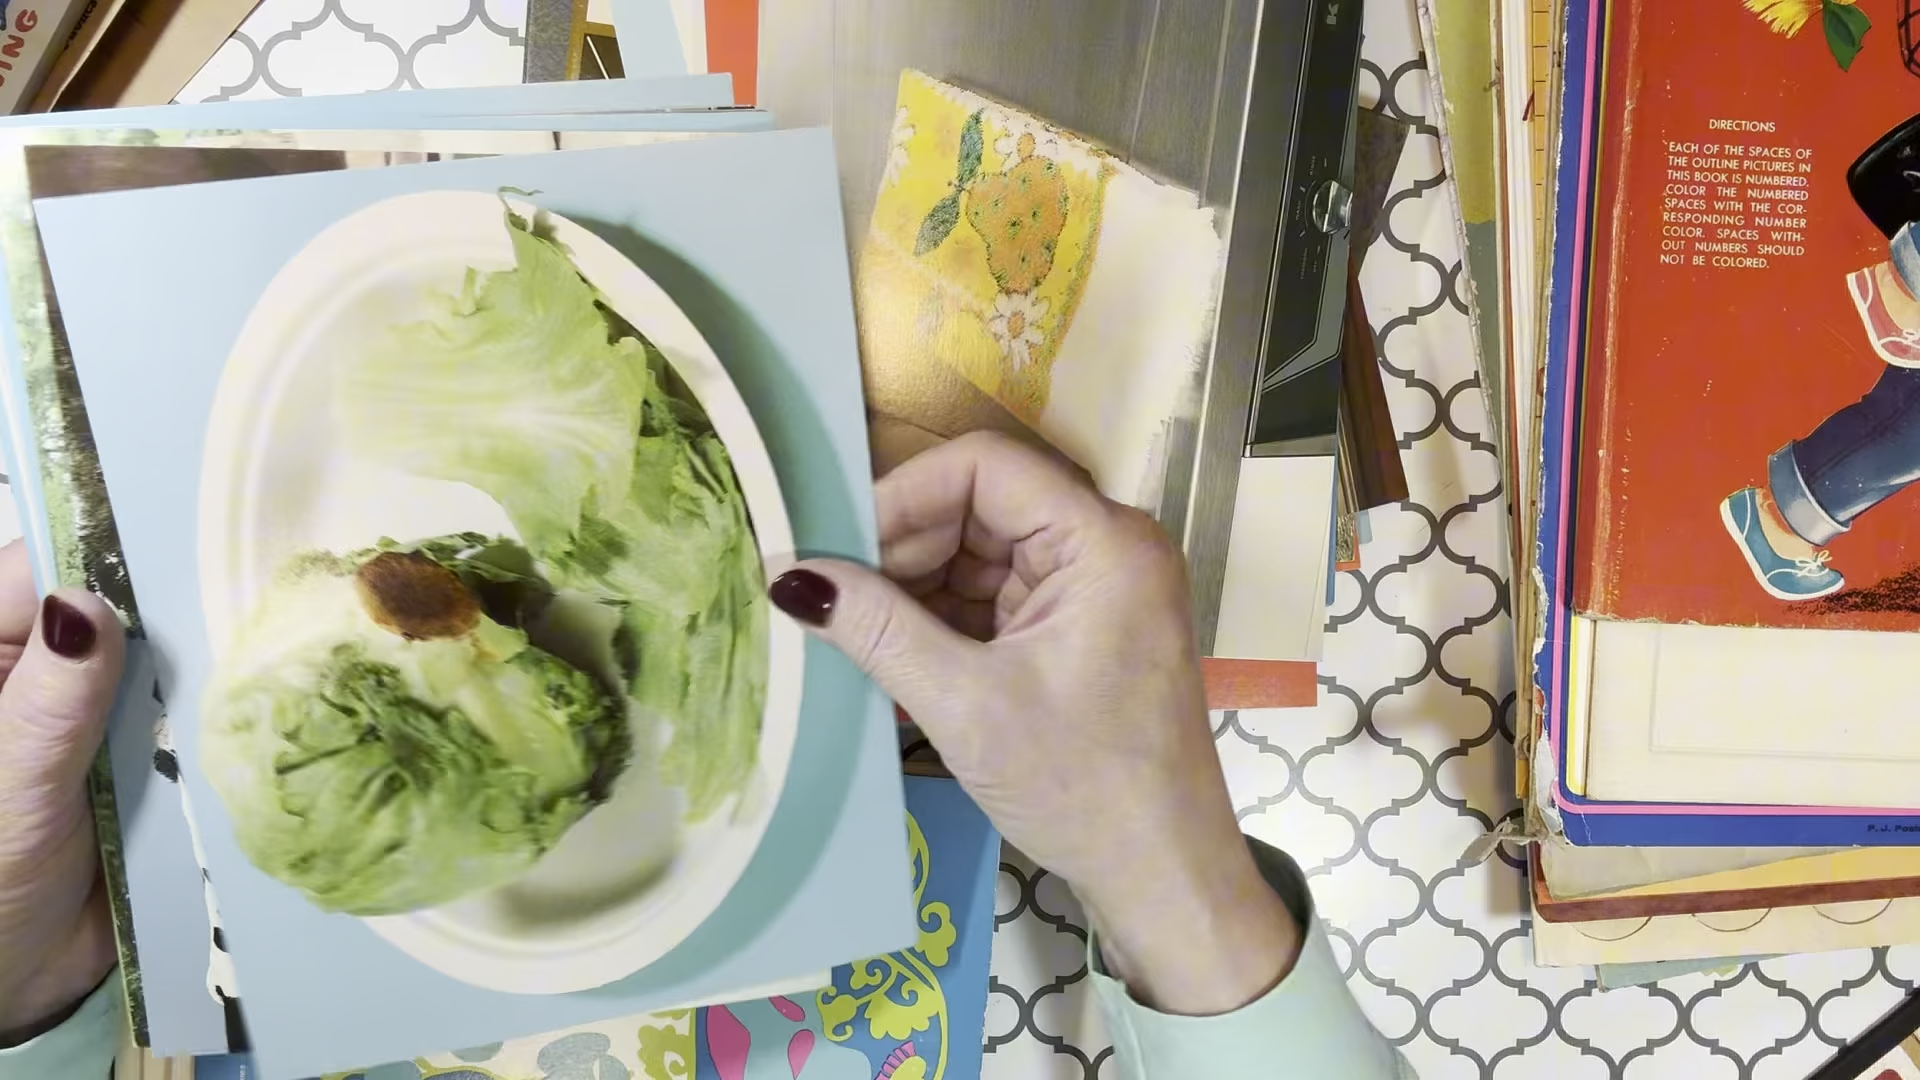 ING
DIRECTIONS
EACH OF THE SPACES OF
THE OUTLINE PICTURES IN
THIS BOOK IS NUMBERED.
COLOR THE NUMBERED
SPACES WITH THE COR-
RESPONDING NUMBER
COLOR. SPACES WITH-
OUT NUMBERS SHOULD
NOT BE COLORED.